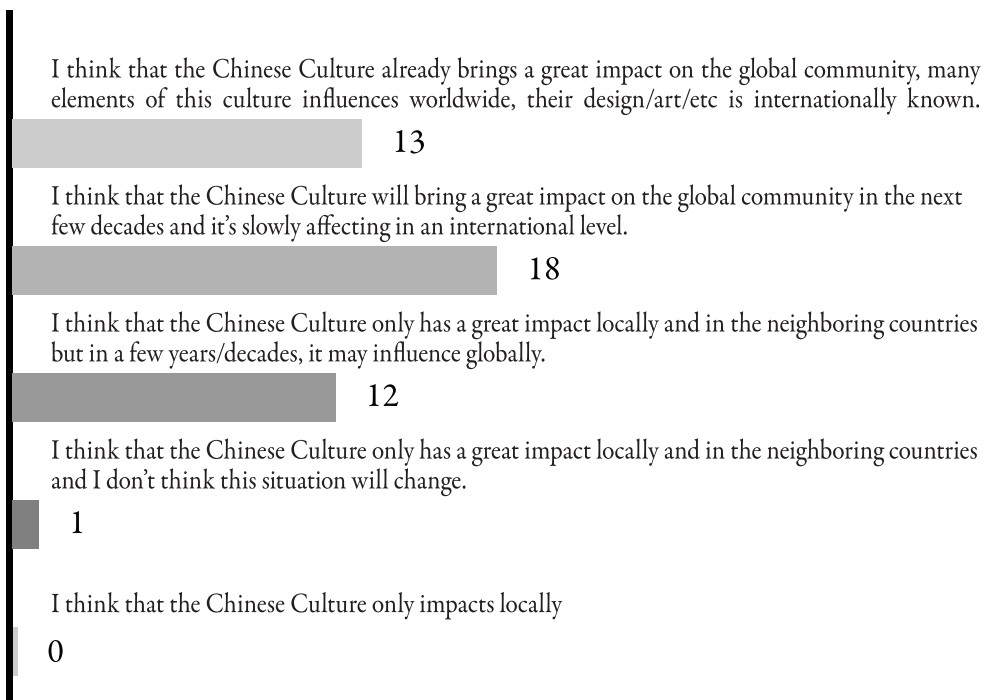 I think that the Chinese Culture already brings a great impact on the global community, many
elements of this culture influences worldwide, their design/art/etc is internationally known.
13
I think that the Chinese Culture will bring a great impact on the global community in the next
few decades and it’s slowly affecting in an international level.
18
I think that the Chinese Culture only has a great impact locally and in the neighboring countries
but in a few years/decades, it may influence globally.
12
I think that the Chinese Culture only has a great impact locally and in the neighboring countries
and I don’t think this situation will change.
1
I think that the Chinese Culture only impacts locally
0